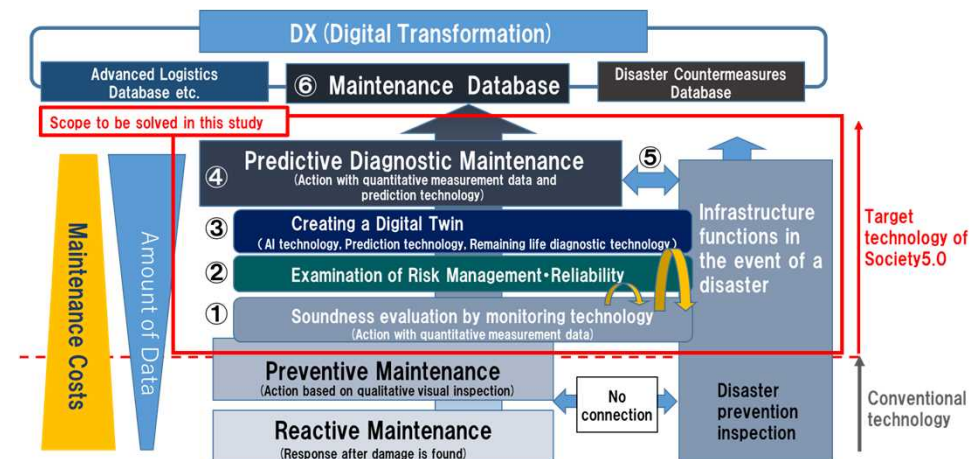 DX (Digital Transformation)
Advanced Logistics
Database etc.
⑥ Maintenance Database
Disaster Countermeasures
Database
Scope to be solved in this study
④
Predictive Diagnostic Maintenance
(Action with quantitative measurement data and
prediction technology)
⑤
③
Creating a Digital Twin
(AI technology, Prediction technology, Remaining life diagnostic technology)
②
Examination of Risk Management・Reliability
①
Soundness evaluation by monitoring technology
(Action with quantitative measurement data)
Infrastructure
functions in
the event of a
disaster
Target
technology of
Society5.0
Maintenance Costs
Amount of Data
Preventive Maintenance
(Action based on qualitative visual inspection)
Reactive Maintenance
(Response after damage is found)
No
connection
Disaster
prevention
inspection
Conventional
technology